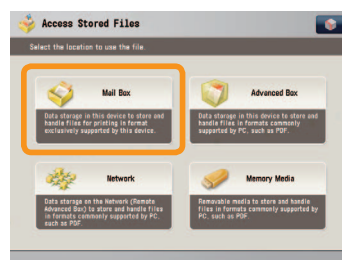 Access Stored Files
Select the location to use the file.
Mail Box
Data storage in this device to store and
handle files for printing in format
exclusively supported by this device.
Advanced Box
Data storage in this device to store and
handle files in formats commonly
supported by PC, such as PDF.
Network
Data storage on the Network (Remote
Advanced Box) to store and handle files
in formats commonly supported by PC,
such as PDF.
Memory Media
Removable media to store and handle
files in formats commonly supported by
PC, such as PDF.